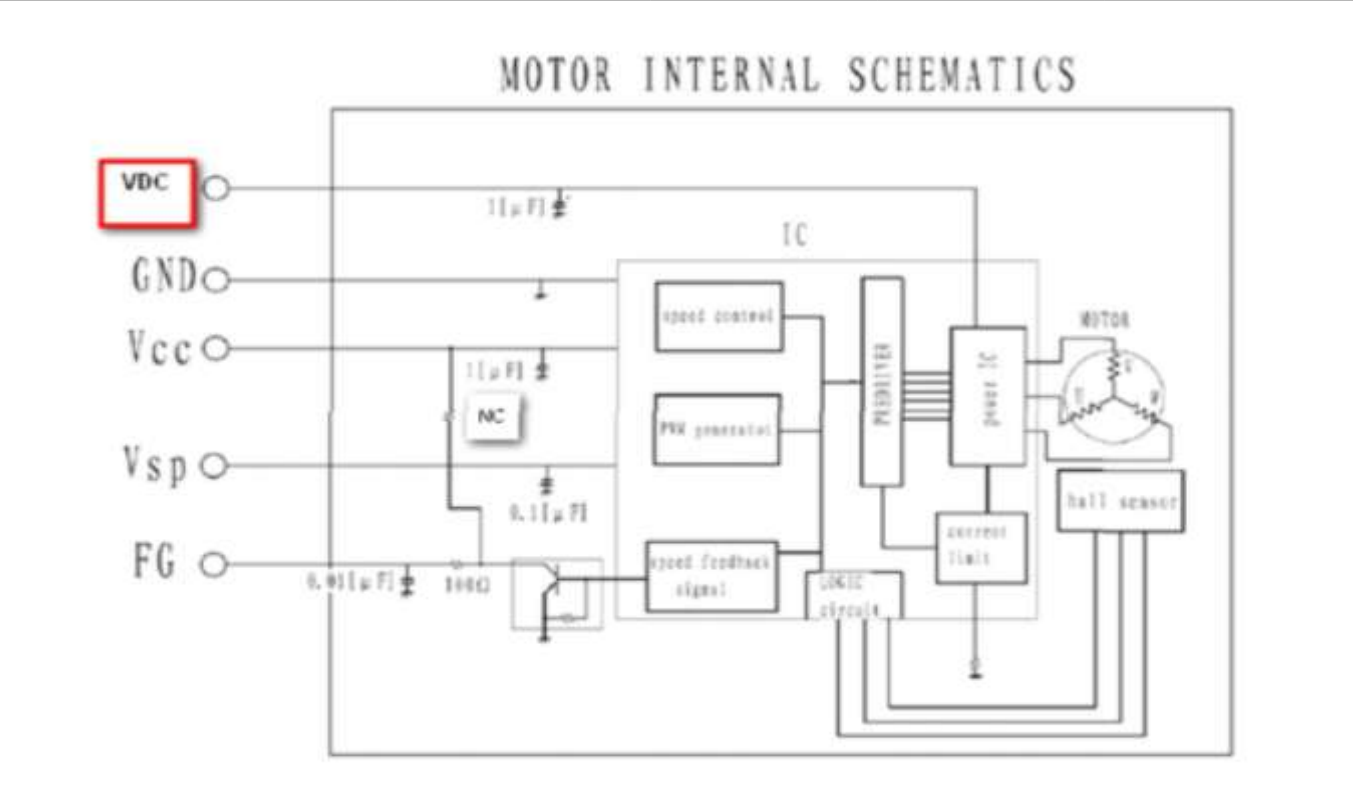 MOTOR INTERNAL SCHEMATICS
VDC
1[μF]
IC
GND
speed control
MOTOR
Vcc
1[μF]
PREDRIVER
power IC
NC
PWM generator
Vsp
hall sensor
0.1[μF]
current
limit
FG
speed feedback
signal
0.01[μF]
100Ω
LOGIC
circuit